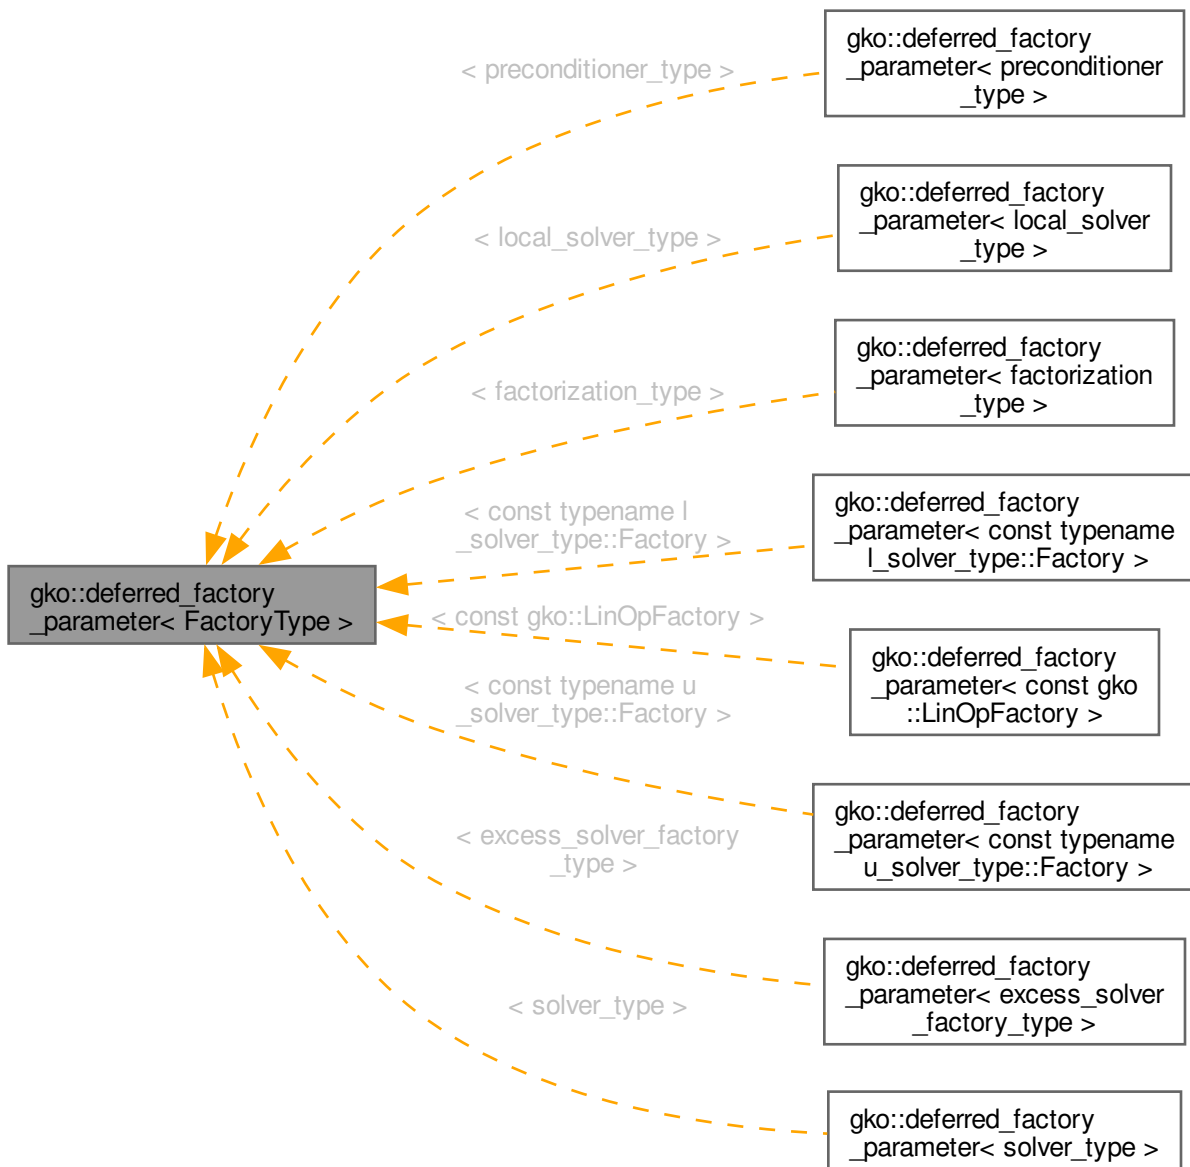 gko::deferred_factory
_parameter< preconditioner
_type >
< preconditioner_type >
gko::deferred_factory
_parameter< local_solver
_type >
< local_solver_type >
gko::deferred_factory
_parameter< factorization
_type >
< factorization_type >
gko::deferred_factory
_parameter< const typename
l_solver_type::Factory >
< const typename l
_solver_type::Factory >
gko::deferred_factory
_parameter< FactoryType >
< const gko::LinOpFactory >
gko::deferred_factory
_parameter< const gko
::LinOpFactory >
< const typename u
_solver_type::Factory >
gko::deferred_factory
_parameter< const typename
u_solver_type::Factory >
< excess_solver_factory
_type >
gko::deferred_factory
_parameter< excess_solver
_factory_type >
< solver_type >
gko::deferred_factory
_parameter< solver_type >